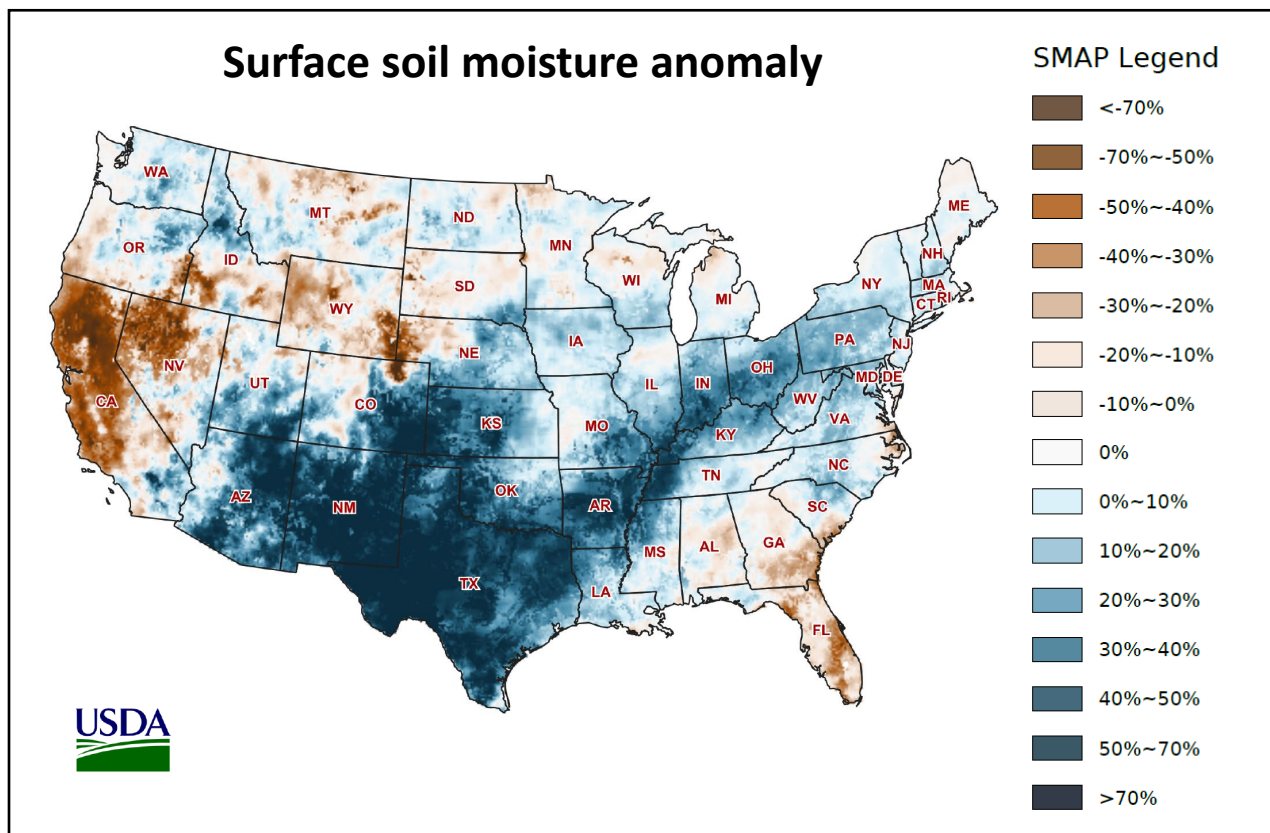 Surface soil moisture anomaly
SMAP Legend
<-70%
-70%~-50%
-50%~-40%
-40%~-30%
-30%~-20%
-20%~-10%
-10%~0%
0%
0%~10%
10%~20%
20%~30%
30%~40%
40%~50%
50%~70%
>70%
WA
MT
ND
MN
ME
OR
ID
SD
WI
MI
NY
NH
MA
CT
RI
WY
NE
IA
PA
NJ
NV
UT
CO
IL
IN
OH
MD
DE
CA
KS
MO
WV
VA
KY
AZ
NM
OK
AR
TN
NC
SC
TX
LA
MS
AL
GA
FL
USDA